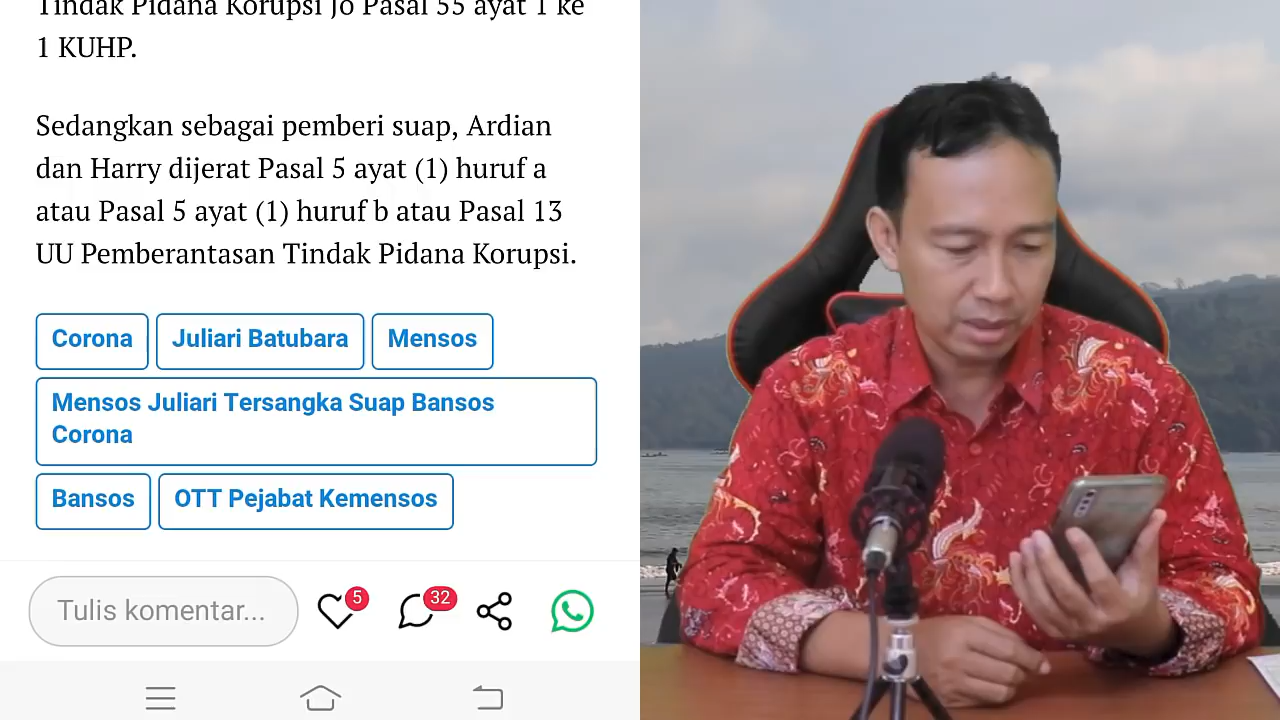 Tindak Pidana Korupsi Jo Pasal 55 ayat 1 ke
1 KUHP.
Sedangkan sebagai pemberi suap, Ardian
dan Harry dijerat Pasal 5 ayat (1) huruf a
atau Pasal 5 ayat (1) huruf b atau Pasal 13
UU Pemberantasan Tindak Pidana Korupsi.
Corona
Juliari Batubara
Mensos
Mensos Juliari Tersangka Suap Bansos
Corona
Bansos
OTT Pejabat Kemensos
Tulis komentar...
5
32